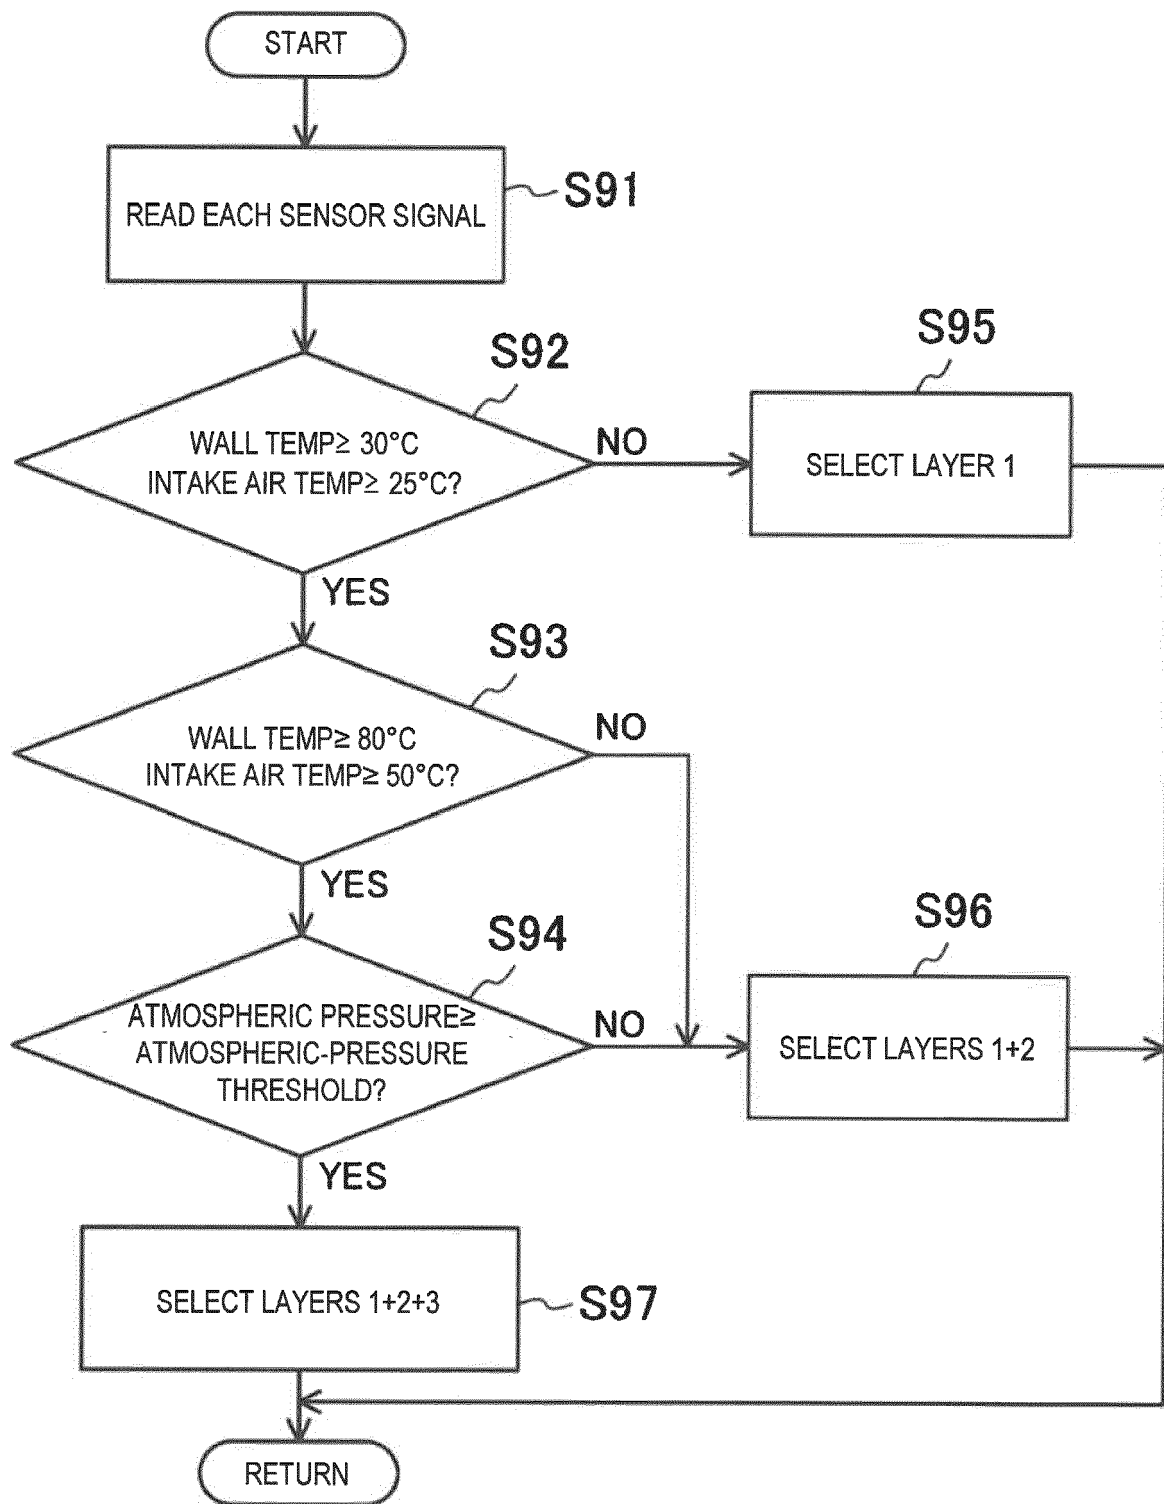 START
READ EACH SENSOR SIGNAL
S91
S92
WALL TEMP≥ 30°C
INTAKE AIR TEMP≥ 25°C?
NO
S95
SELECT LAYER 1
YES
S93
WALL TEMP≥ 80°C
INTAKE AIR TEMP≥ 50°C?
NO
YES
S94
ATMOSPHERIC PRESSURE≥
ATMOSPHERIC-PRESSURE
THRESHOLD?
NO
S96
SELECT LAYERS 1+2
YES
SELECT LAYERS 1+2+3
S97
RETURN